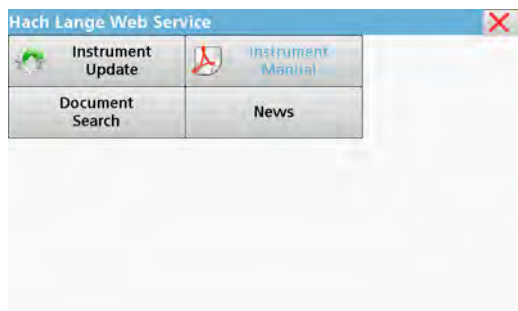 Hach Lange Web Service
Instrument
Update
Instrument
Manual
Document
Search
News